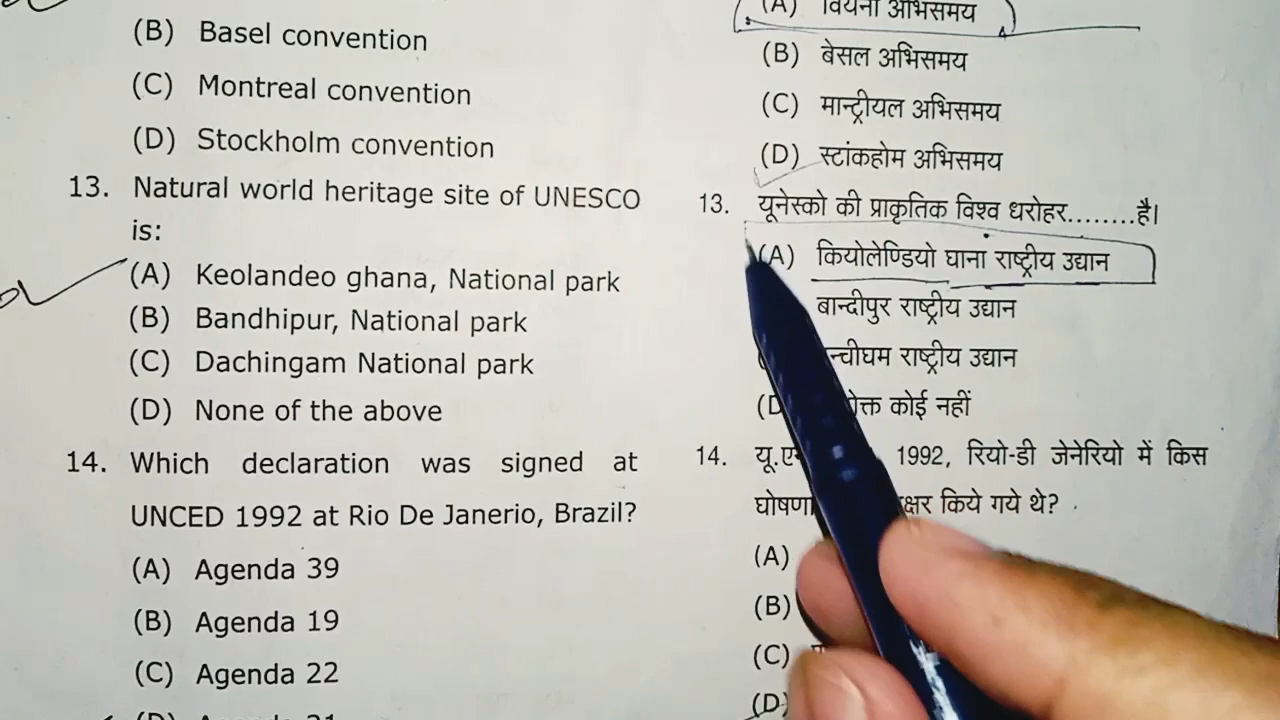 (B) Basel convention
(C) Montreal convention
(D) Stockholm convention
13. Natural world heritage site of UNESCO
is:
(A) Keolandeo ghana, National park
(B) Bandhipur, National park
(C) Dachingam National park
(D) None of the above
14. Which declaration was signed at
UNCED 1992 at Rio De Janerio, Brazil?
(A) Agenda 39
(B) Agenda 19
(C) Agenda 22
(D) Agenda 21
(A) वियना अभिसमय
(B) बेसल अभिसमय
(C) मान्ट्रीयल अभिसमय
(D) स्टांकहोम अभिसमय
13. यूनेस्को की प्राकृतिक विश्व धरोहर........है।
(A) कियोलेण्डियो घाना राष्ट्रीय उद्यान
बान्दीपुर राष्ट्रीय उद्यान
राष्ट्रीय उद्यान
(D) कोई नहीं
14. 1992, रियो-डी जेनेरियो में किस
किये गये थे?
(A)
(B)
(C)
(D)